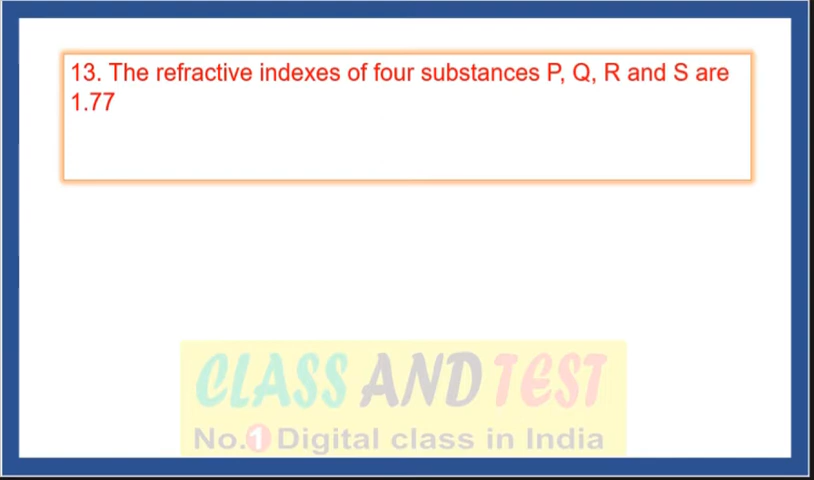 13. The refractive indexes of four substances P, Q, R and S are
1.77
CLASS AND TEST
No.1 Digital class in India